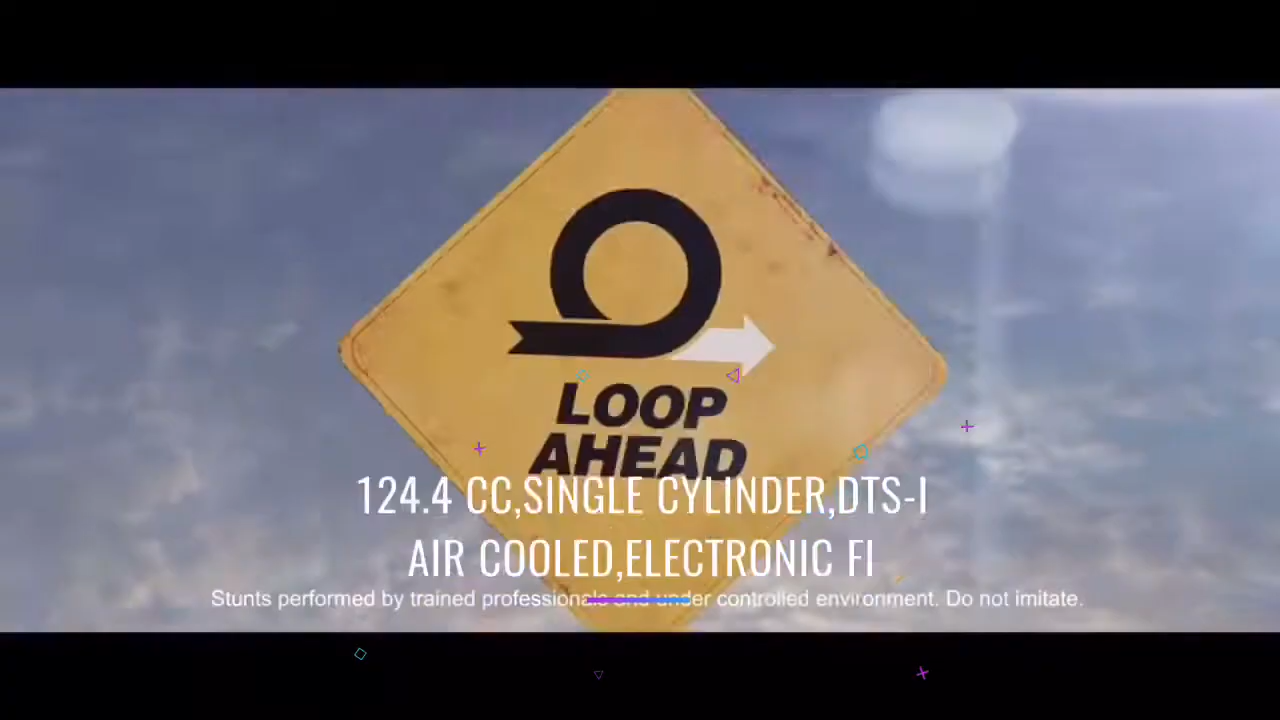 LOOP
AHEAD
124.4 CC,SINGLE CYLINDER,DTS-I
AIR COOLED,ELECTRONIC FI
Stunts performed by trained professionals and under controlled environment. Do not imitate.